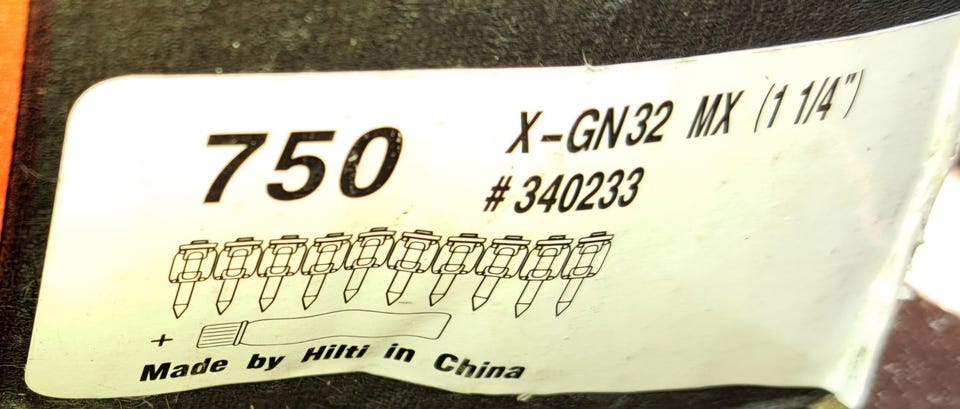 750
X-GN32 MX (1 1/4")
#340233
+
Made by Hilti in China